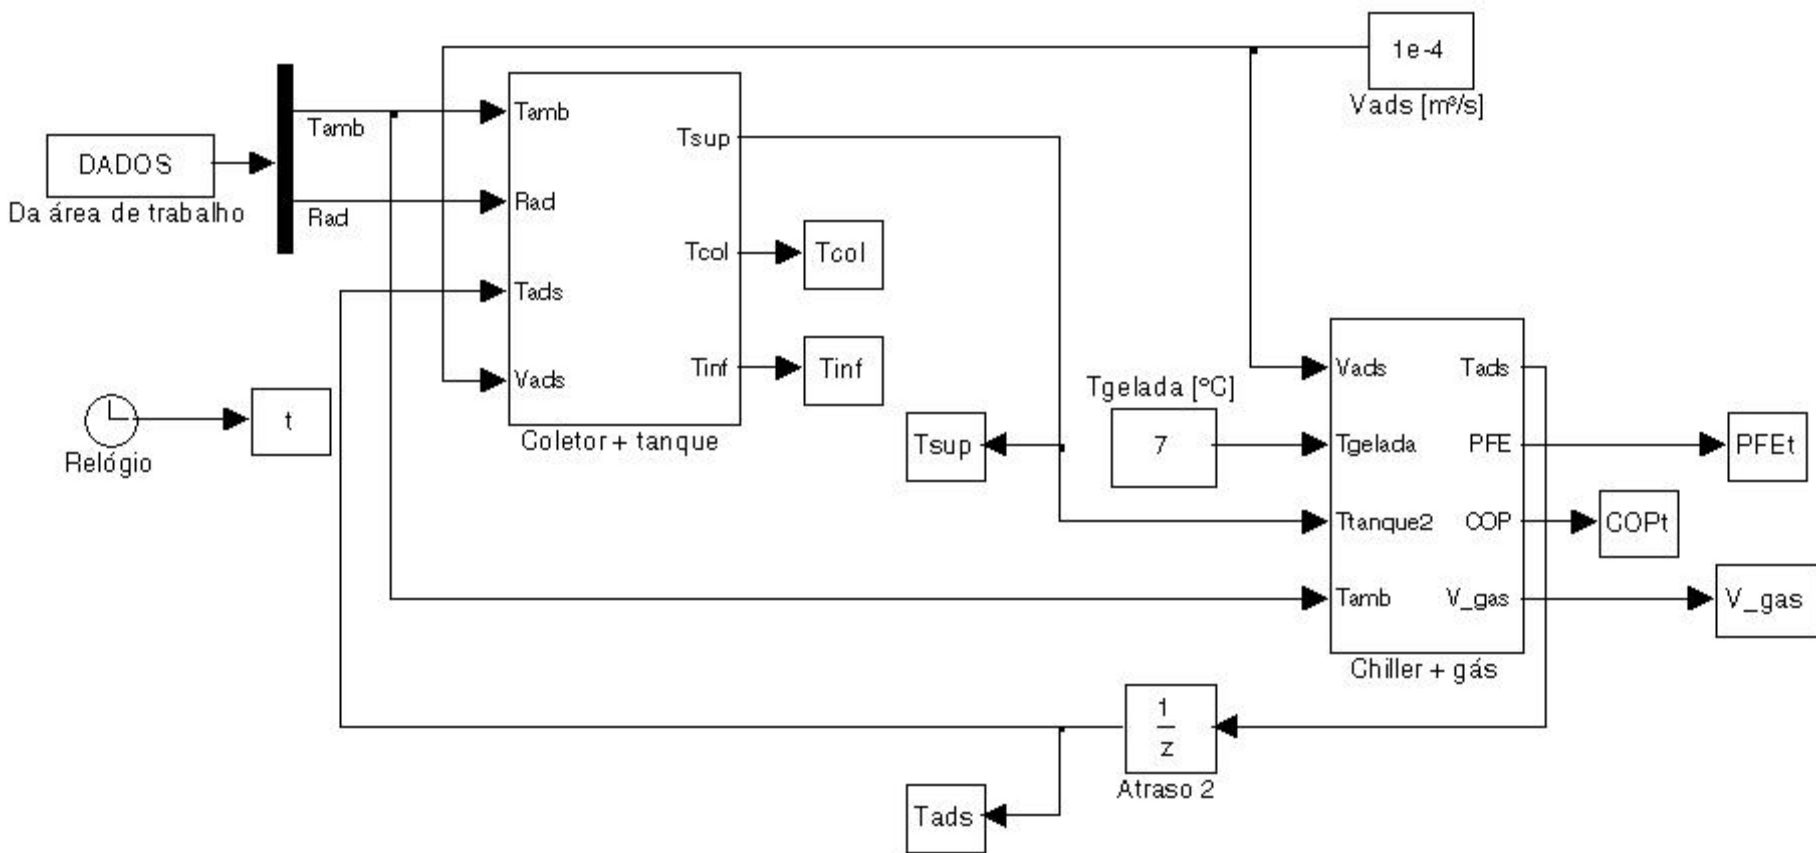 1e-4
Vads [m³/s]
DADOS
Da área de trabalho
Tamb
Rad
Tamb
Rad
Tads
Vads
Tsup
Tcol
Tinf
Coletor + tanque
Tcol
Tinf
t
Relógio
Tsup
Tgelada [ºC]
7
Vads
Tgelada
Ttanque2
Tamb
Tads
PFE
COP
V_gas
Chiller + gás
PFEt
COPt
V_gas
1
z
Atraso 2
Tads